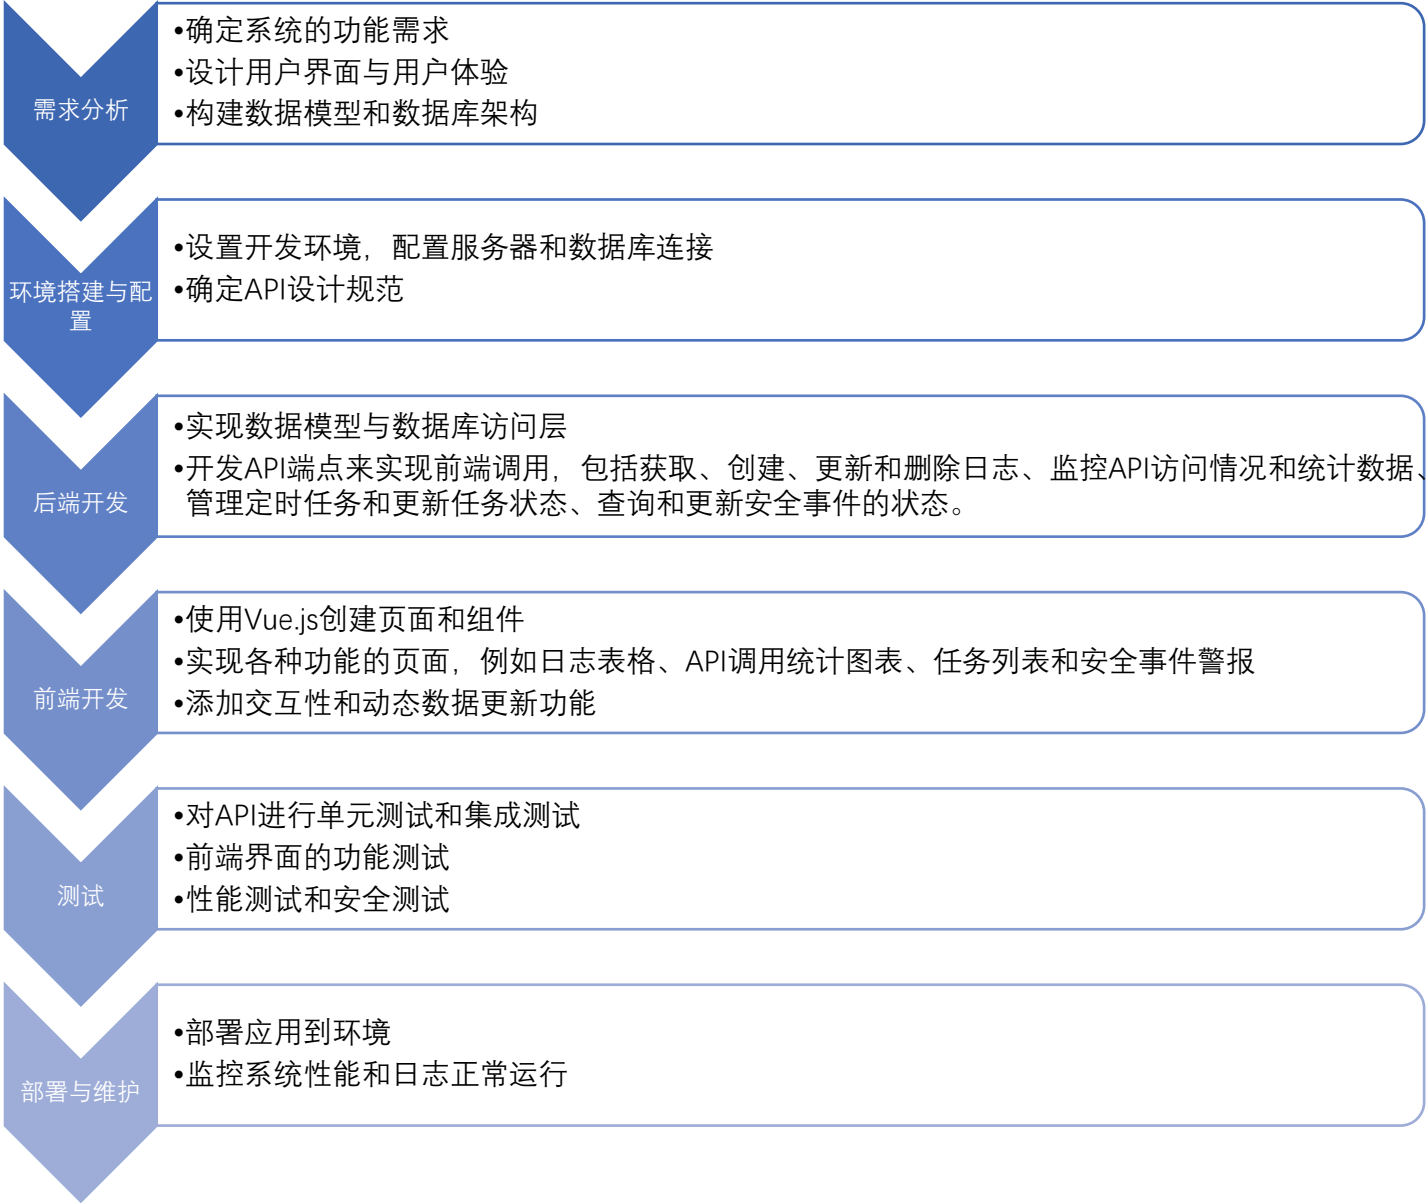 需求分析
•确定系统的功能需求
•设计用户界面与用户体验
•构建数据模型和数据库架构
环境搭建与配
置
•设置开发环境，配置服务器和数据库连接
•确定API设计规范
后端开发
•实现数据模型与数据库访问层
•开发API端点来实现前端调用，包括获取、创建、更新和删除日志、监控API访问情况和统计数据、
管理定时任务和更新任务状态、查询和更新安全事件的状态。
前端开发
•使用Vue.js创建页面和组件
•实现各种功能的页面，例如日志表格、API调用统计图表、任务列表和安全事件警报
•添加交互性和动态数据更新功能
测试
•对API进行单元测试和集成测试
•前端界面的功能测试
•性能测试和安全测试
部署与维护
•部署应用到环境
•监控系统性能和日志正常运行